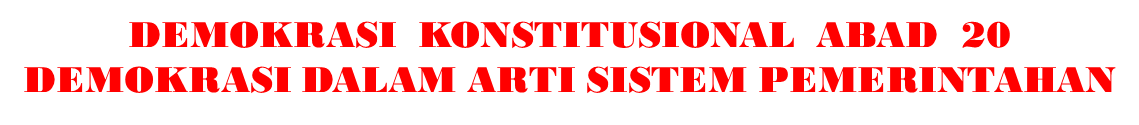 DEMOKRASI KONSTITUSIONAL ABAD 20
DEMOKRASI DALAM ARTI SISTEM PEMERINTAHAN